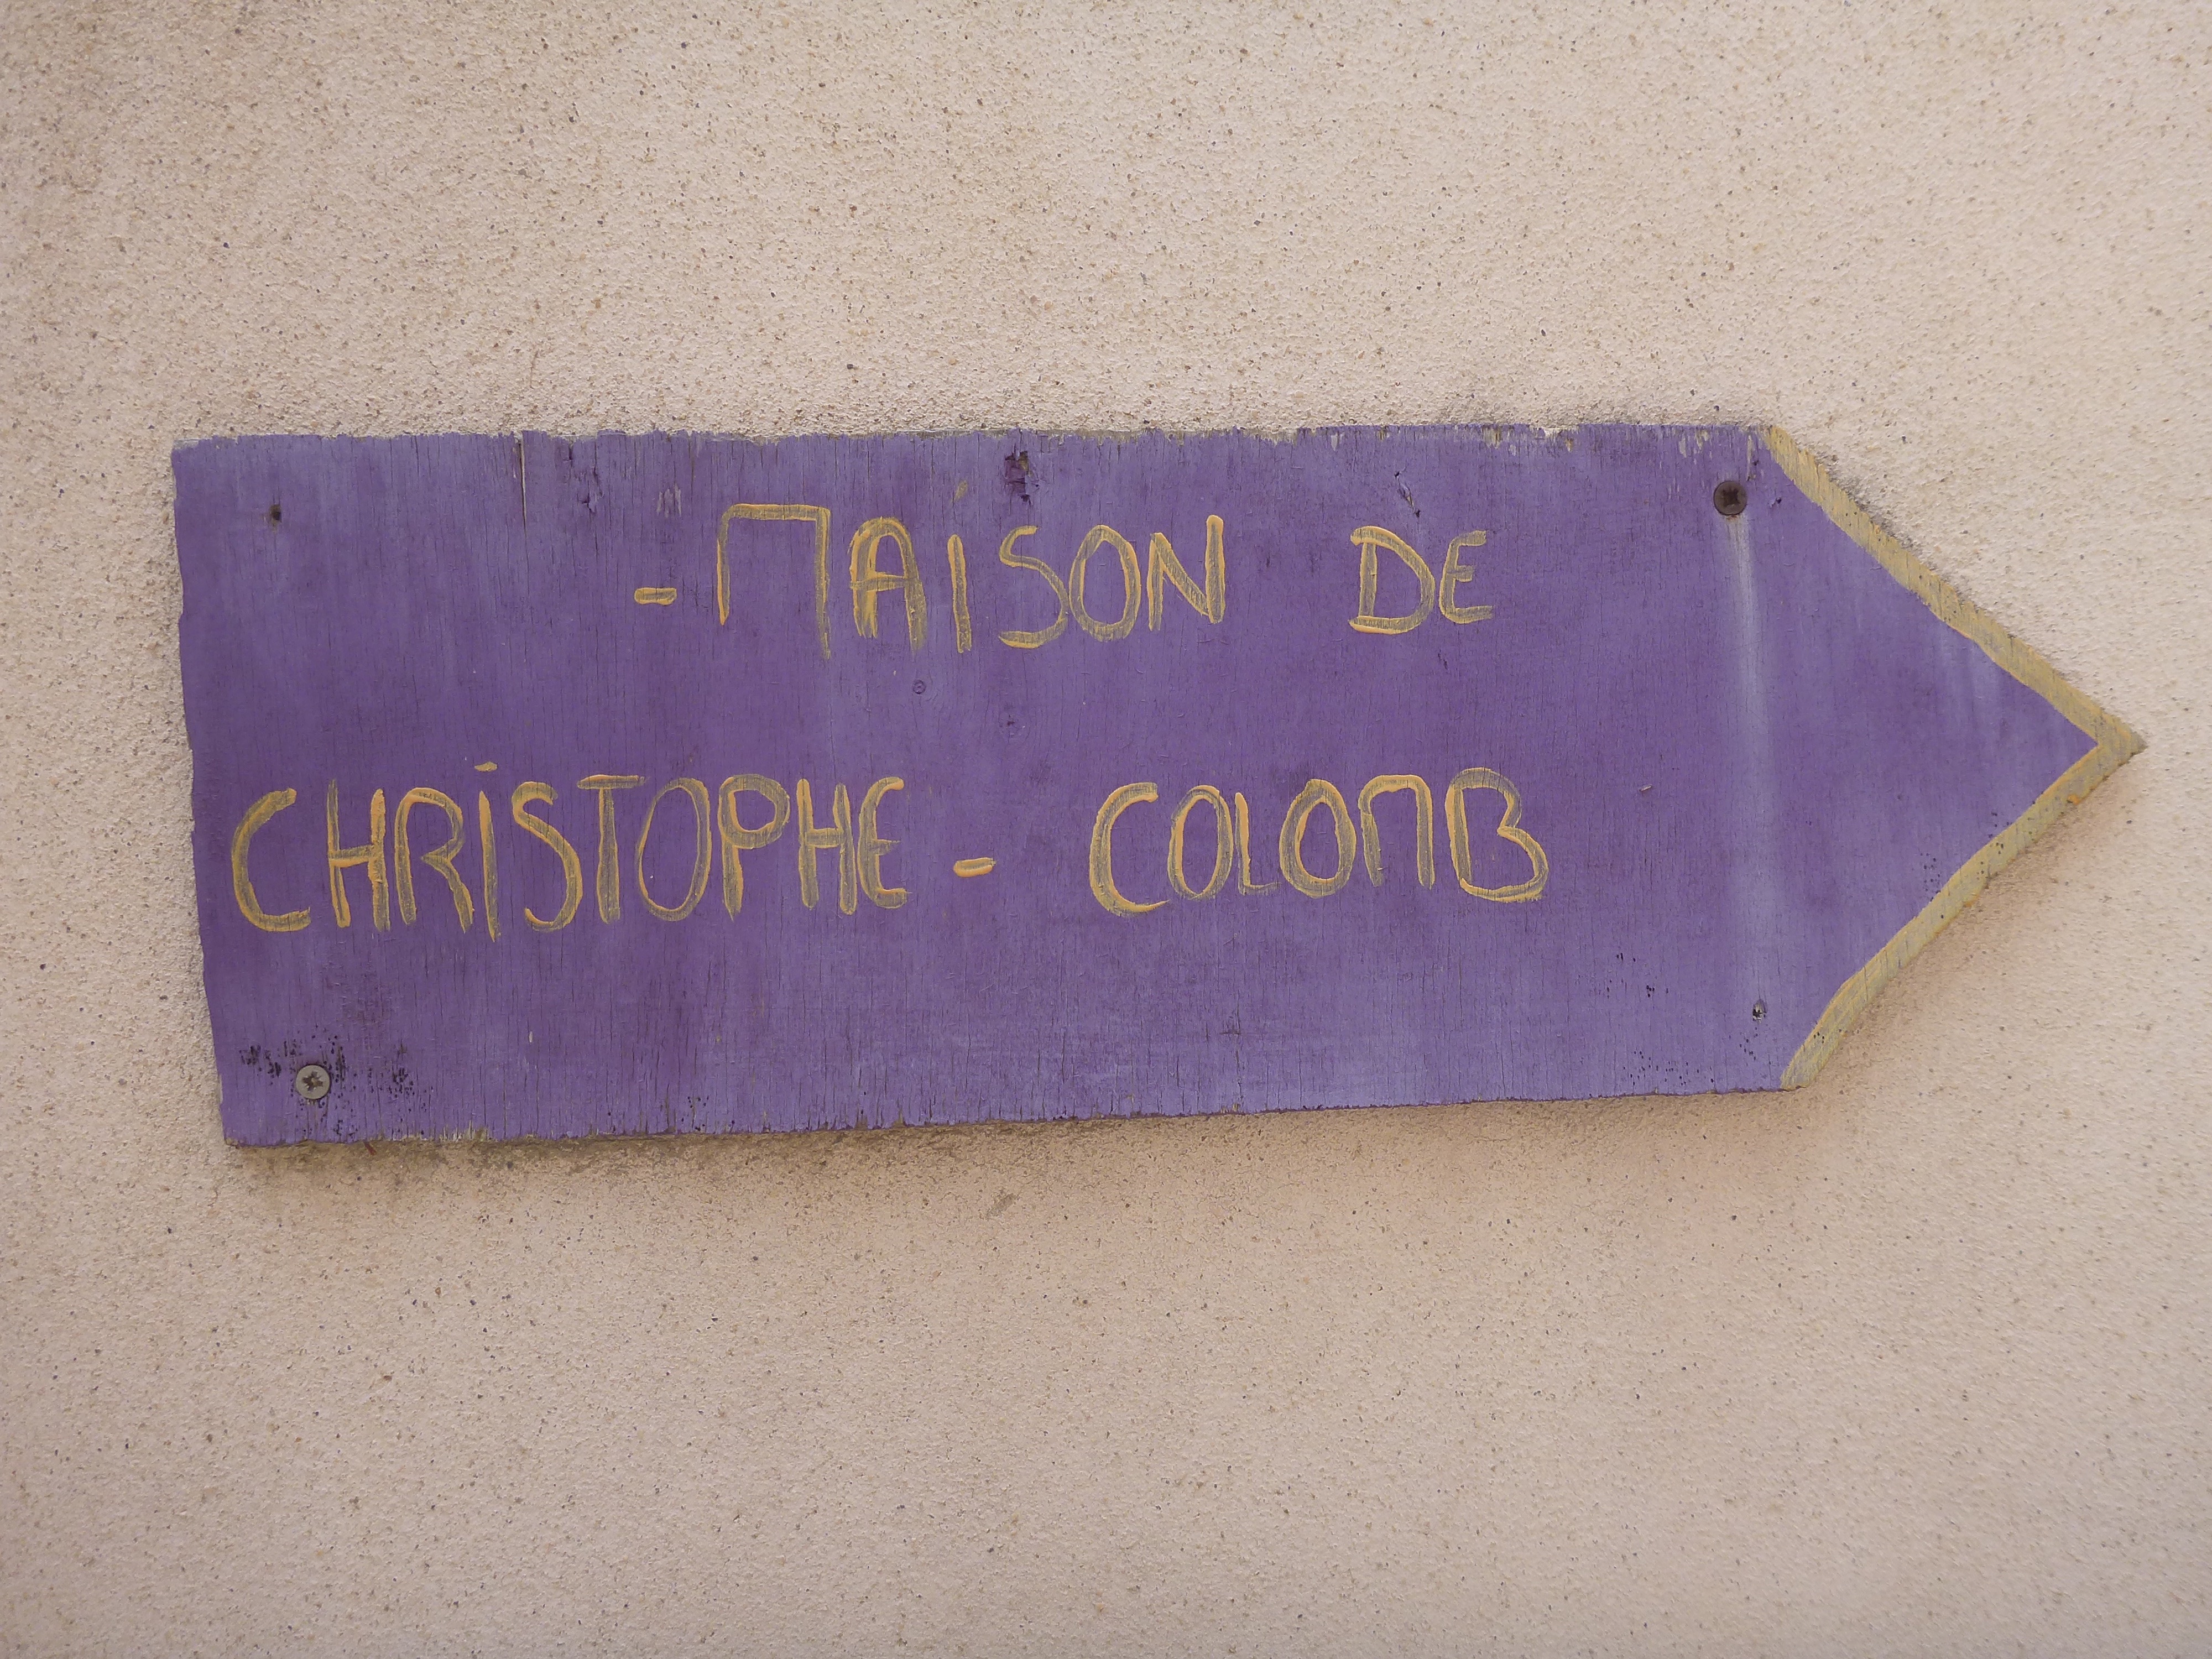 - MAiSON DE
CHRiSTOPHE - COLOMB